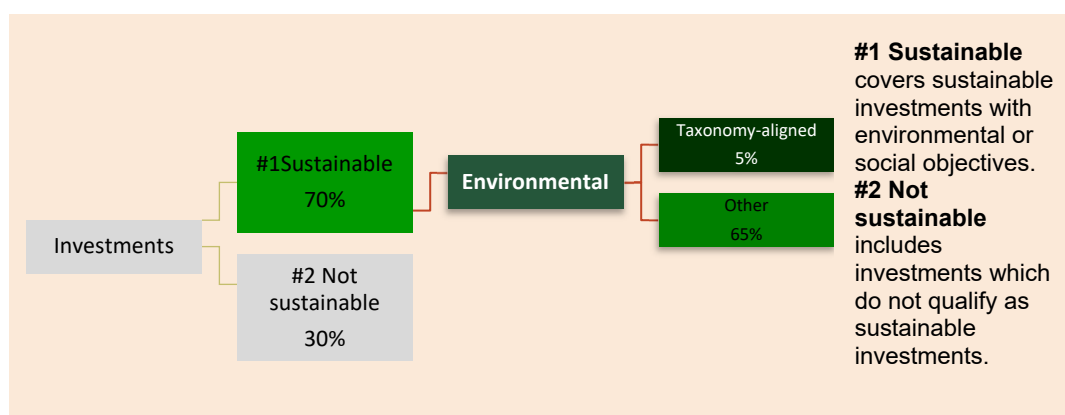 Investments
#1Sustainable
70%
#2 Not
sustainable
30%
Environmental
Taxonomy-aligned
5%
Other
65%
#1 Sustainable
covers sustainable
investments with
environmental or
social objectives.
#2 Not
sustainable
includes
investments which
do not qualify as
sustainable
investments.